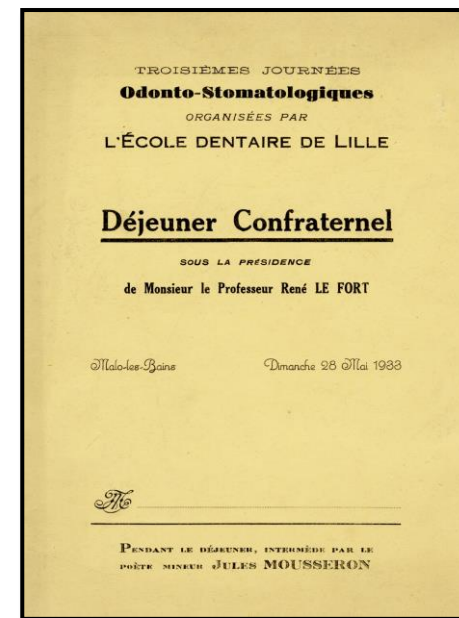 TROISIÈMES JOURNÉES
Odonto-Stomatologiques
ORGANISÉES PAR
L'ÉCOLE DENTAIRE DE LILLE
Déjeuner Confraternel
SOUS LA PRÉSIDENCE
de Monsieur le Professeur René LE FORT
Malo-les-Bains Dimanche 28 Mai 1933
M
PENDANT LE DÉJEUNER, INTERMÈDE PAR LE
POÈTE MINEUR JULES MOUSSERON